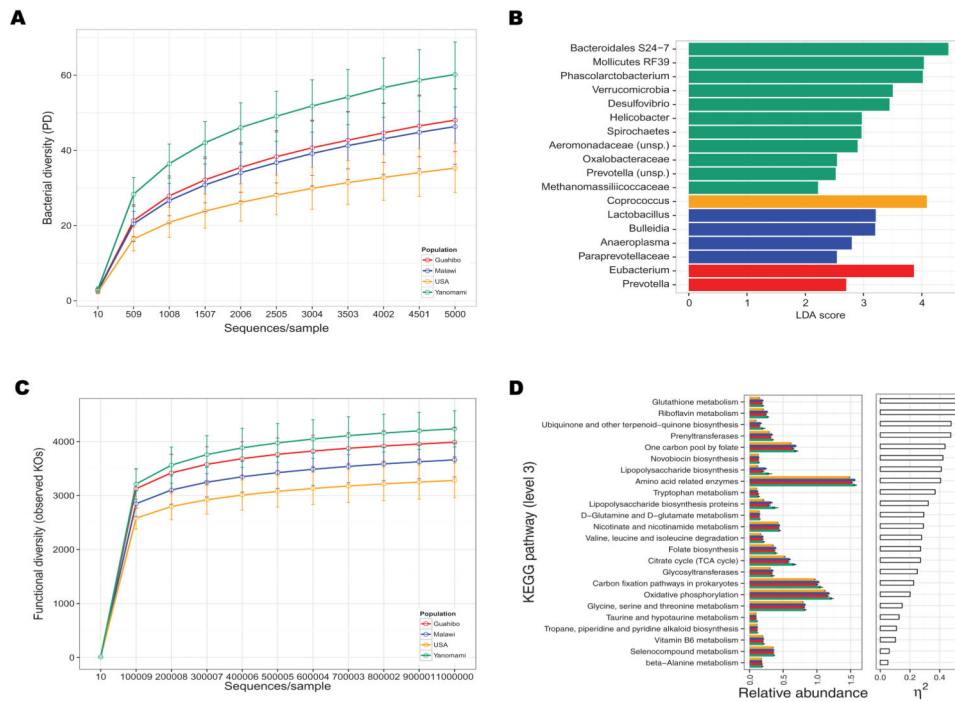 A
60
40
20
0
Bacterial diversity (PD)
10 509 1008 1507 2006 2505 3004 3503 4002 4501 5000
Sequences/sample
Population
Guahibo
Malawi
USA
Yanomami
B
Bacteroidales S24-7
Mollicutes RF39
Phascolarctobacterium
Verrucomicrobia
Desulfovibrio
Helicobacter
Spirochaetes
Aeromonadaceae (unsp.)
Oxalobacteraceae
Prevotella (unsp.)
Methanomassiliicoccaceae
Coprococcus
Lactobacillus
Bulleidia
Anaeroplasma
Paraprevotellaceae
Eubacterium
Prevotella
0 1 2 3 4
LDA score
C
4000
3000
2000
1000
0
Functional diversity (observed KOs)
10 100009 200008 300007 400006 500005 600004 700003 800002 900001 1000000
Sequences/sample
Population
Guahibo
Malawi
USA
Yanomami
D
KEGG pathway (level 3)
Glutathione metabolism
Riboflavin metabolism
Ubiquinone and other terpenoid-quinone biosynthesis
Prenyltransferases
One carbon pool by folate
Novobiocin biosynthesis
Lipopolysaccharide biosynthesis
Amino acid related enzymes
Tryptophan metabolism
Lipopolysaccharide biosynthesis proteins
D-Glutamine and D-glutamate metabolism
Nicotinate and nicotinamide metabolism
Valine, leucine and isoleucine degradation
Folate biosynthesis
Citrate cycle (TCA cycle)
Glycosyltransferases
Carbon fixation pathways in prokaryotes
Oxidative phosphorylation
Glycine, serine and threonine metabolism
Taurine and hypotaurine metabolism
Tropane, piperidine and pyridine alkaloid biosynthesis
Vitamin B6 metabolism
Selenocompound metabolism
beta-Alanine metabolism
0.0 0.5 1.0 1.5
Relative abundance
0.0 0.1 0.2 0.3 0.4 0.5
η²